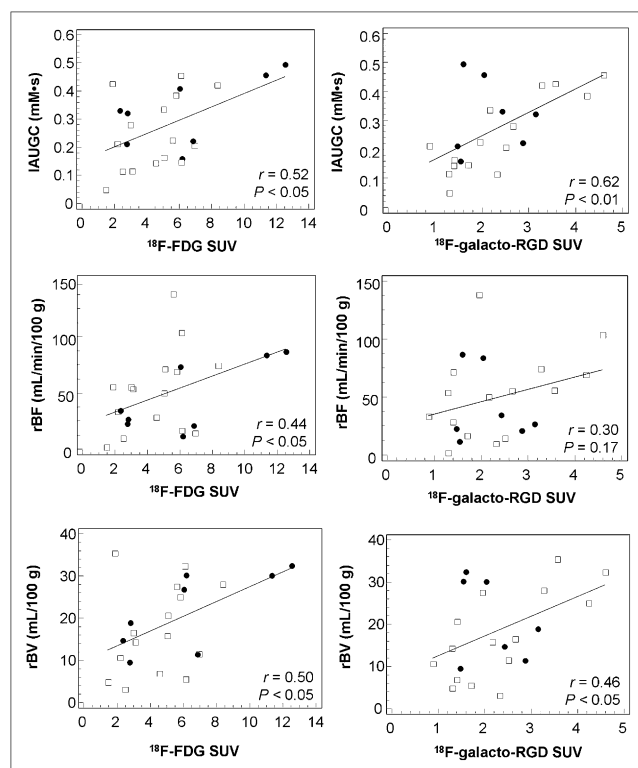 0.6
0.5
0.4
0.3
0.2
0.1
0
IAUGC (mM•s)
r = 0.52
P < 0.05
0 2 4 6 8 10 12 14
18F-FDG SUV
0.6
0.5
0.4
0.3
0.2
0.1
0
IAUGC (mM•s)
r = 0.62
P < 0.01
0 1 2 3 4 5
18F-galacto-RGD SUV
150
100
50
0
rBF (mL/min/100 g)
r = 0.44
P < 0.05
0 2 4 6 8 10 12 14
18F-FDG SUV
150
100
50
0
rBF (mL/min/100 g)
r = 0.30
P = 0.17
0 1 2 3 4 5
18F-galacto-RGD SUV
40
30
20
10
0
rBV (mL/100 g)
r = 0.50
P < 0.05
0 2 4 6 8 10 12 14
18F-FDG SUV
40
30
20
10
0
rBV (mL/100 g)
r = 0.46
P < 0.05
0 1 2 3 4 5
18F-galacto-RGD SUV